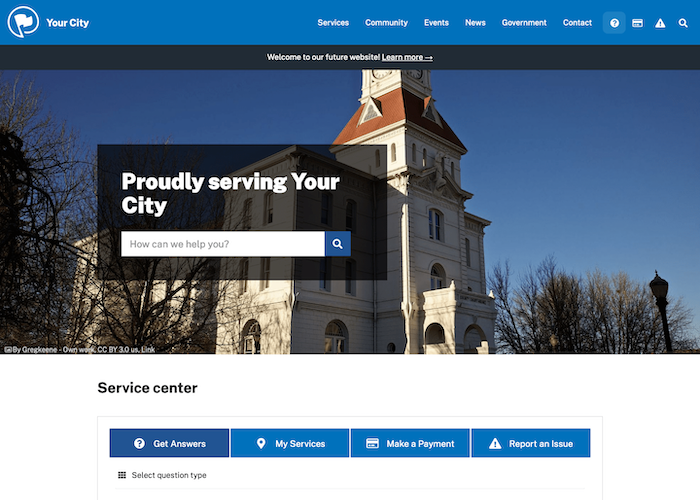 Your City
Services Community Events News Government Contact
Welcome to our future website! Learn more →
Proudly serving Your
City
How can we help you?
By Gregkeene - Own work, CC BY 3.0 us, Link
Service center
Get Answers My Services Make a Payment Report an Issue
Select question type